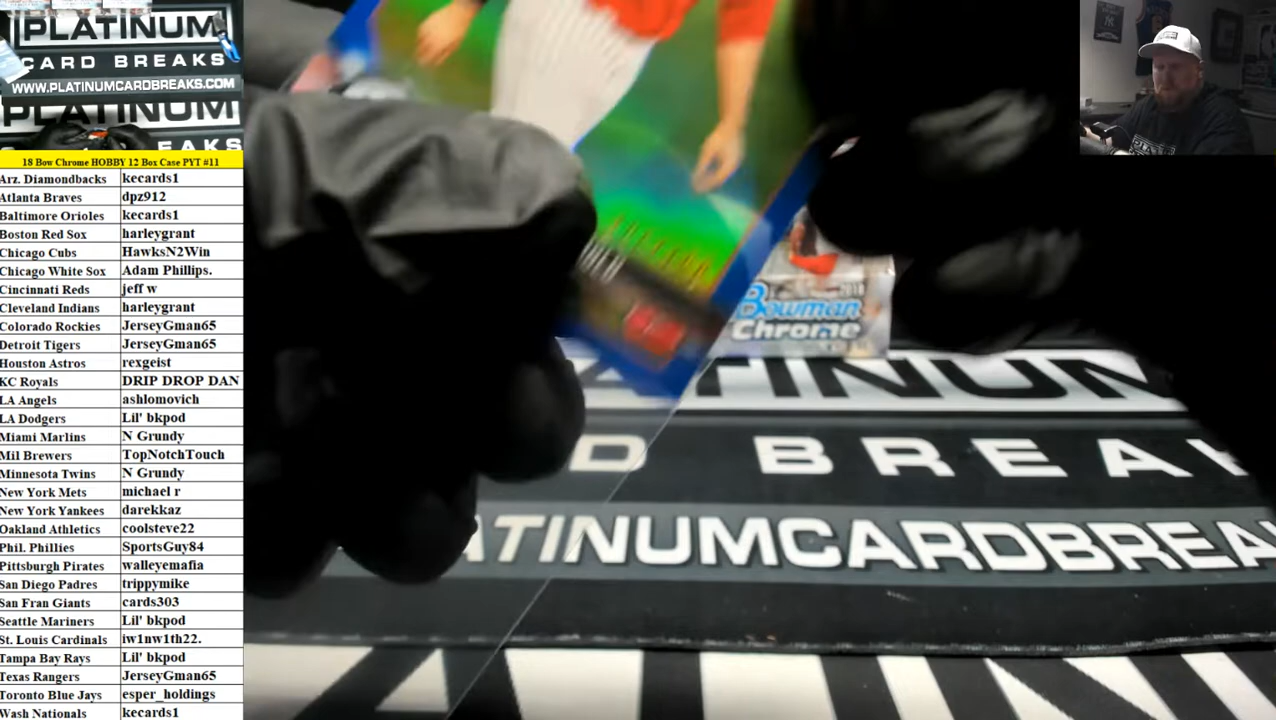 PLATINUM
CARD BREAKS
WWW.PLATINUMCARDBREAKS.COM
PLATINUM
EAKS
18 Bow Chrome HOBBY 12 Box Case PYT #11
Arz. Diamondbacks kecards1
Atlanta Braves dpz912
Baltimore Orioles kecards1
Boston Red Sox harleygrant
Chicago Cubs HawksN2Win
Chicago White Sox Adam Phillips.
Cincinnati Reds jeff w
Cleveland Indians harleygrant
Colorado Rockies JerseyGman65
Detroit Tigers JerseyGman65
Houston Astros rexgeist
KC Royals DRIP DROP DAN
LA Angels ashlomovich
LA Dodgers Lil' bkpod
Miami Marlins N Grundy
Mil Brewers TopNotchTouch
Minnesota Twins N Grundy
New York Mets michael r
New York Yankees darekkaz
Oakland Athletics coolsteve22
Phil. Phillies SportsGuy84
Pittsburgh Pirates walleyemafia
San Diego Padres trippymike
San Fran Giants cards303
Seattle Mariners Lil' bkpod
St. Louis Cardinals iw1nw1th22.
Tampa Bay Rays Lil' bkpod
Texas Rangers JerseyGman65
Toronto Blue Jays esper_holdings
Wash Nationals kecards1
2018
Bowman
Chrome
ATINUM
D BREA
ATINUMCARDBREA
ATIN